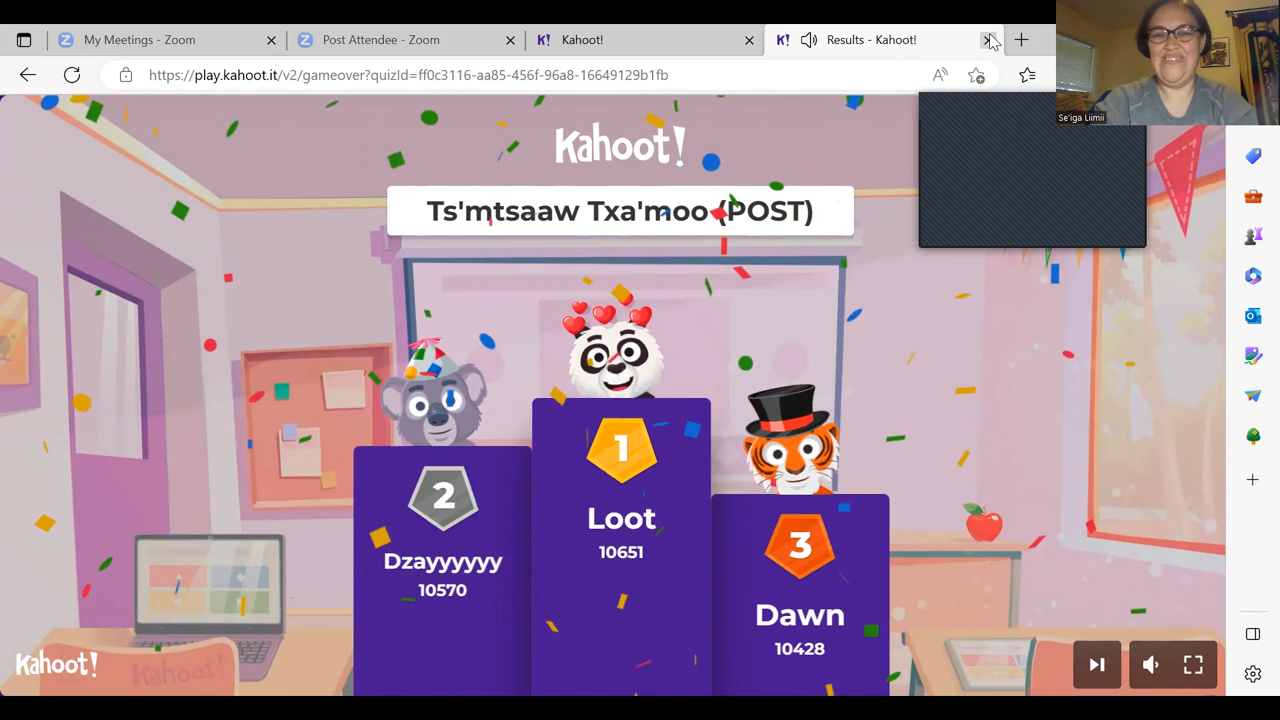 My Meetings - Zoom
Post Attendee - Zoom
Kahoot!
Results - Kahoot!
https://play.kahoot.it/v2/gameover?quizId=ff0c3116-aa85-456f-96a8-16649129b1fb
Se'iga Liimii
Kahoot!
Ts'mtsaaw Txa'moo (POST)
1
Loot
10651
2
Dzayyyyyy
10570
3
Dawn
10428
Kahoot!
Kahoot!